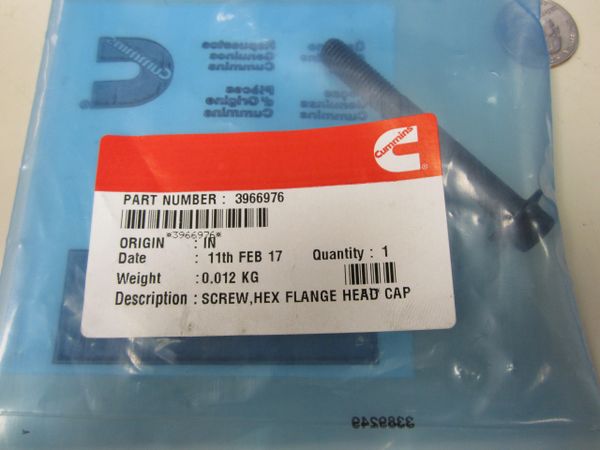 Cummins
Repuestos
Genuinos
Cummins
Pièces
d'Origine
Cummins
Cummins
PART NUMBER : 3966976
*3966976*
ORIGIN : IN
Date : 11th FEB 17 Quantity : 1
Weight : 0.012 KG
Description : SCREW,HEX FLANGE HEAD CAP
3389249